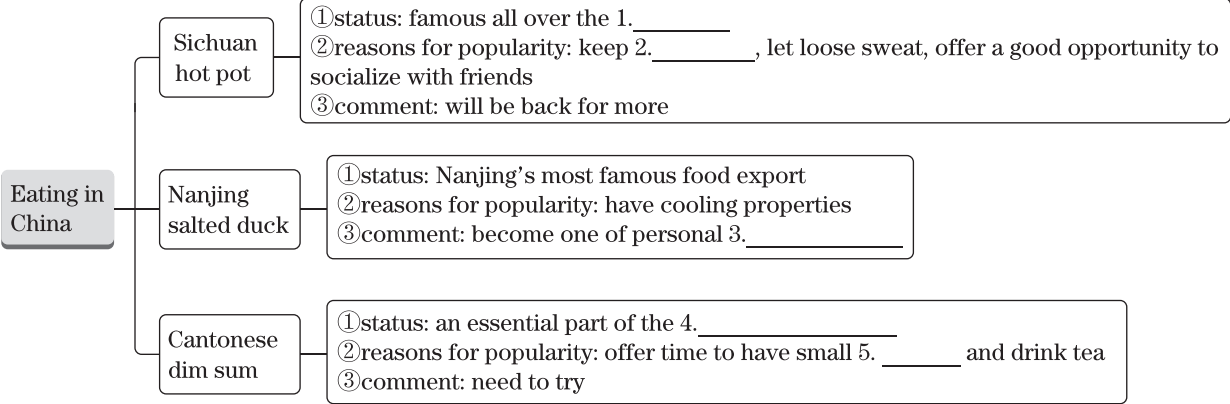 Eating in
China
Sichuan
hot pot
①status: famous all over the 1.________
②reasons for popularity: keep 2.________, let loose sweat, offer a good opportunity to
socialize with friends
③comment: will be back for more
Nanjing
salted duck
①status: Nanjing's most famous food export
②reasons for popularity: have cooling properties
③comment: become one of personal 3.____________
Cantonese
dim sum
①status: an essential part of the 4.________________
②reasons for popularity: offer time to have small 5. ______ and drink tea
③comment: need to try